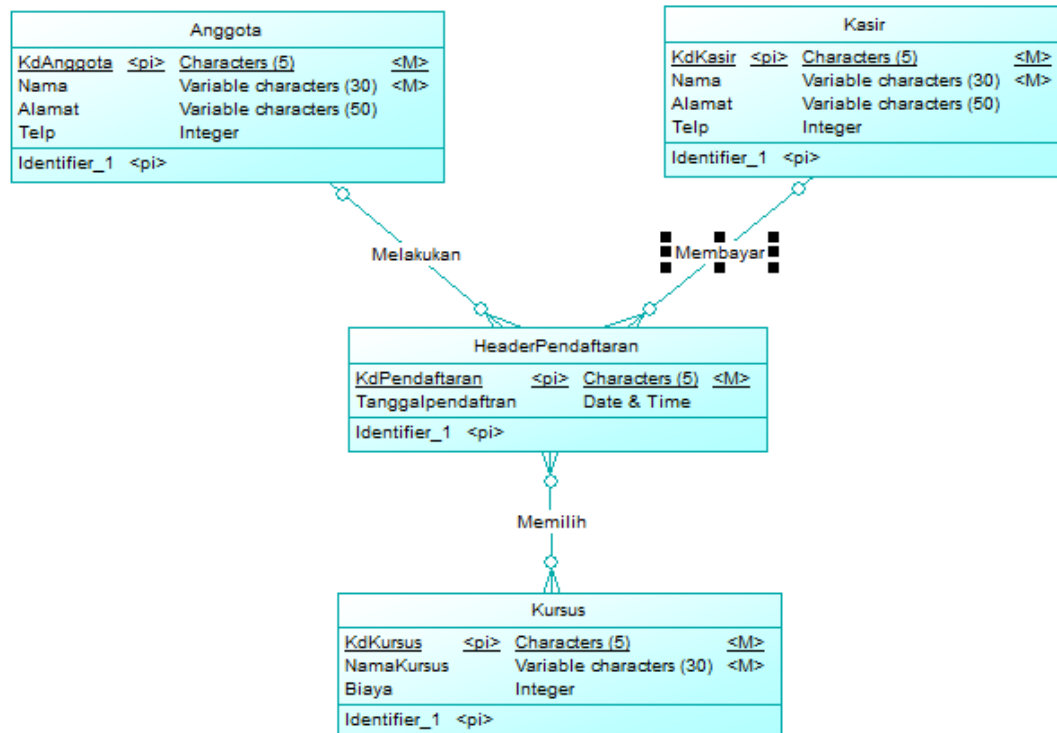 Anggota
KdAnggota <pi> Characters (5) <M>
Nama Variable characters (30) <M>
Alamat Variable characters (50)
Telp Integer
Identifier_1 <pi>
Kasir
KdKasir <pi> Characters (5) <M>
Nama Variable characters (30) <M>
Alamat Variable characters (50)
Telp Integer
Identifier_1 <pi>
Melakukan
Membayar
HeaderPendaftaran
KdPendaftaran <pi> Characters (5) <M>
Tanggalpendaftran Date & Time
Identifier_1 <pi>
Memilih
Kursus
KdKursus <pi> Characters (5) <M>
NamaKursus Variable characters (30) <M>
Biaya Integer
Identifier_1 <pi>